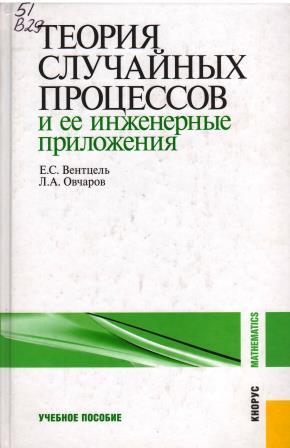 51
В29
ТЕОРИЯ
СЛУЧАЙНЫХ
ПРОЦЕССОВ
И ЕЕ ИНЖЕНЕРНЫЕ
ПРИЛОЖЕНИЯ
Е.С. Вентцель
Л.А. Овчаров
УЧЕБНОЕ ПОСОБИЕ
КНОРУС
MATHEMATICS